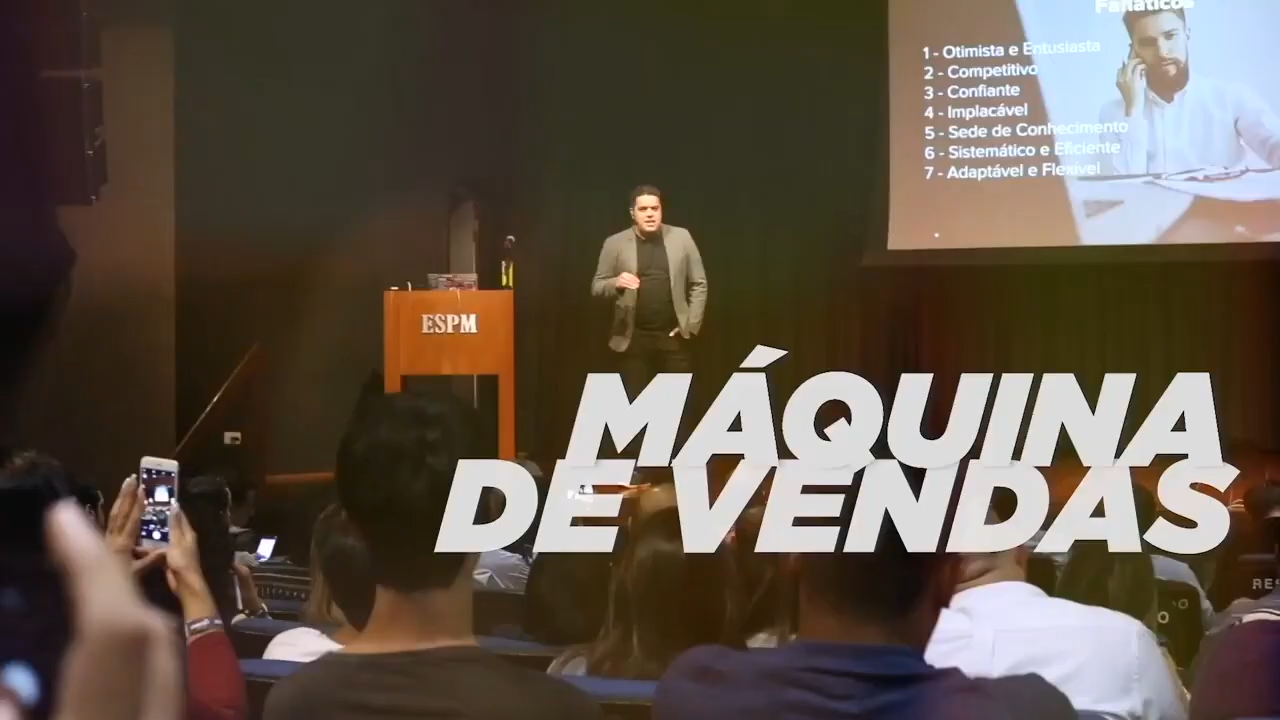 Fanáticos
1 - Otimista e Entusiasta
2 - Competitivo
3 - Confiante
4 - Implacável
5 - Sede de Conhecimento
6 - Sistemático e Eficiente
7 - Adaptável e Flexível
ESPM
MÁQUINA
DE VENDAS